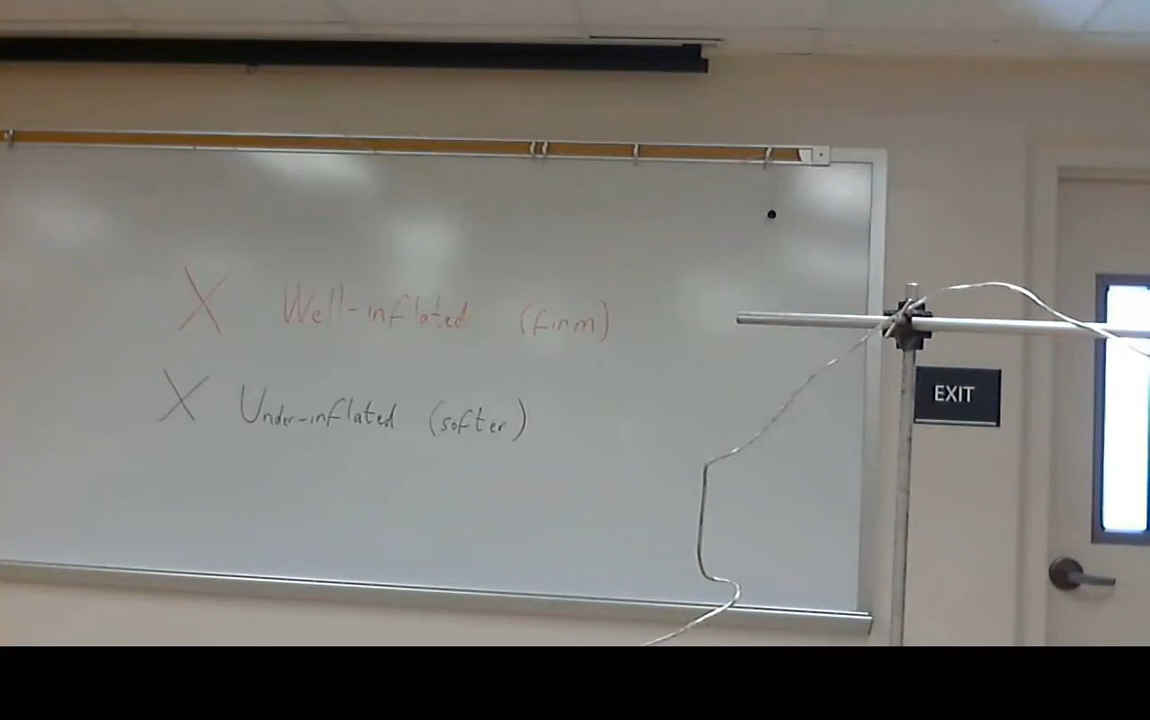 X Well-inflated (firm)
X Under-inflated (softer)
EXIT